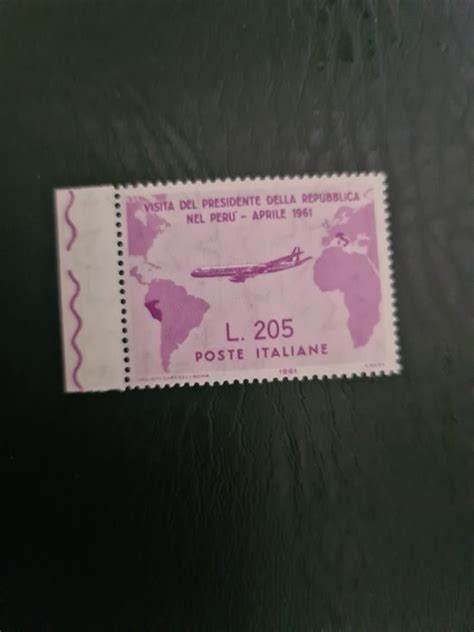 VISITA DEL PRESIDENTE DELLA REPUBBLICA
NEL PERU' - APRILE 1961
L. 205
POSTE ITALIANE
1961